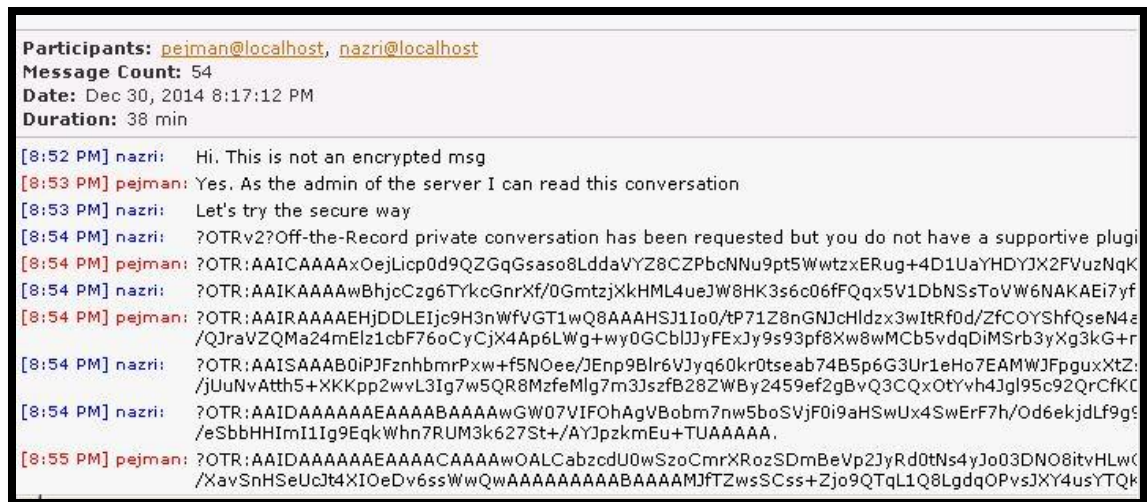 Participants: pejman@localhost, nazri@localhost
Message Count: 54
Date: Dec 30, 2014 8:17:12 PM
Duration: 38 min
[8:52 PM] nazri: Hi. This is not an encrypted msg
[8:53 PM] pejman: Yes. As the admin of the server I can read this conversation
[8:53 PM] nazri: Let's try the secure way
[8:54 PM] nazri: ?OTRv2?Off-the-Record private conversation has been requested but you do not have a supportive plugi
[8:54 PM] pejman: ?OTR:AAICAAAAxOejLicp0d9QZGqGsaso8LddaVYZ8CZPbcNNu9pt5WwtzxERug+4D1UaYHDYJX2FVuzNqK
[8:54 PM] nazri: ?OTR:AAIKAAAAwBhjcCzg6TYkcGnrXf/0GmtzjXkHML4ueJW8HK3s6c06fFQqx5V1DbNSsToVW6NAKAEi7yf
[8:54 PM] pejman: ?OTR:AAIRAAAAEHjDDLEIjc9H3nWfVGT1wQ8AAAHSJ1Io0/tP71Z8nGNJcHldzx3wItRf0d/ZfCOYShfQseN4a
/QJraVZQMa24mElz1cbF76oCyCjX4Ap6LWg+wy0GCblJJyFExJy9s93pf8Xw8wMCb5vdqDiMSrb3yXg3kG+r
[8:54 PM] nazri: ?OTR:AAISAAAB0iPJFznhbmrPxw+f5NOee/JEnp9Blr6VJyq60kr0tseab74B5p6G3Ur1eHo7EAMWJFpguxXtZ
/jUuNvAtth5+XKKpp2wvL3Ig7w5QR8MzfeMlg7m3JszfB28ZWBy2459ef2gBvQ3CQxOtYvh4Jgl95c92QrCfK0
[8:54 PM] nazri: ?OTR:AAIDAAAAAAEAAAABAAAAwGW07VIFOhAgVBobm7nw5boSVjF0i9aHSwUx4SwErF7h/Od6ekjdLf9g9
/eSbbHHImI1Ig9EqkWhn7RUM3k627St+/AYJpzkmEu+TUAAAAA.
[8:55 PM] pejman: ?OTR:AAIDAAAAAAEAAAACAAAAwOALCabzcdU0wSzoCmrXRozSDmBeVp2JyRd0tNs4yJo03DNO8itvHLw
/XavSnHSeUcJt4XIOeDv6ssWwQwAAAAAAAAABAAAAMJfTZwsSCss+Zjo9QTqL1Q8LgdqOPvsJXY4usYTQK